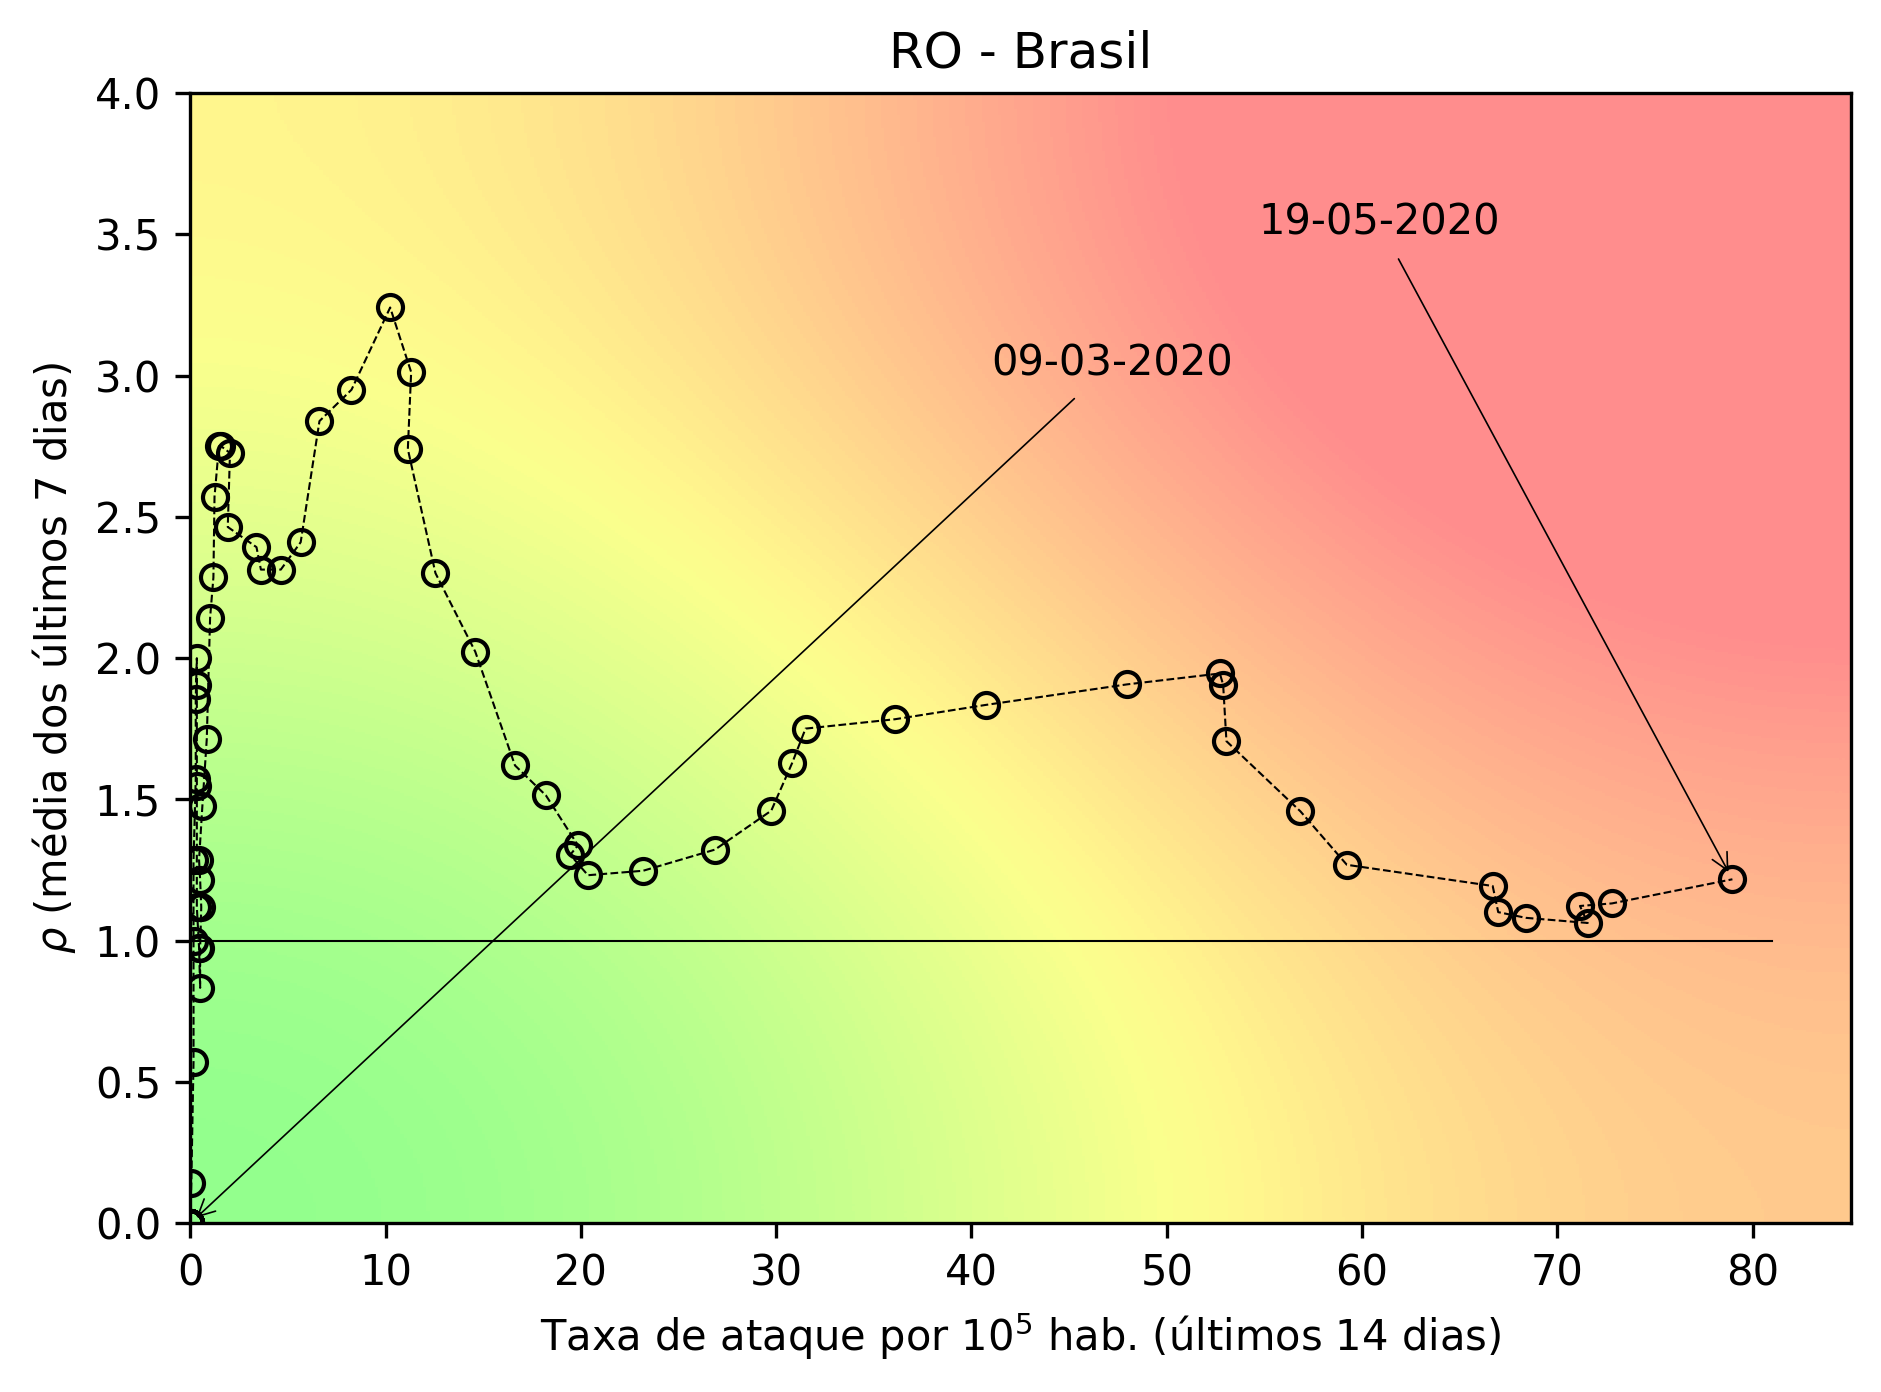 RO - Brasil
4.0
3.5
3.0
2.5
2.0
1.5
1.0
0.5
0.0
ρ (média dos últimos 7 dias)
19-05-2020
09-03-2020
0 10 20 30 40 50 60 70 80
Taxa de ataque por 10⁵ hab. (últimos 14 dias)